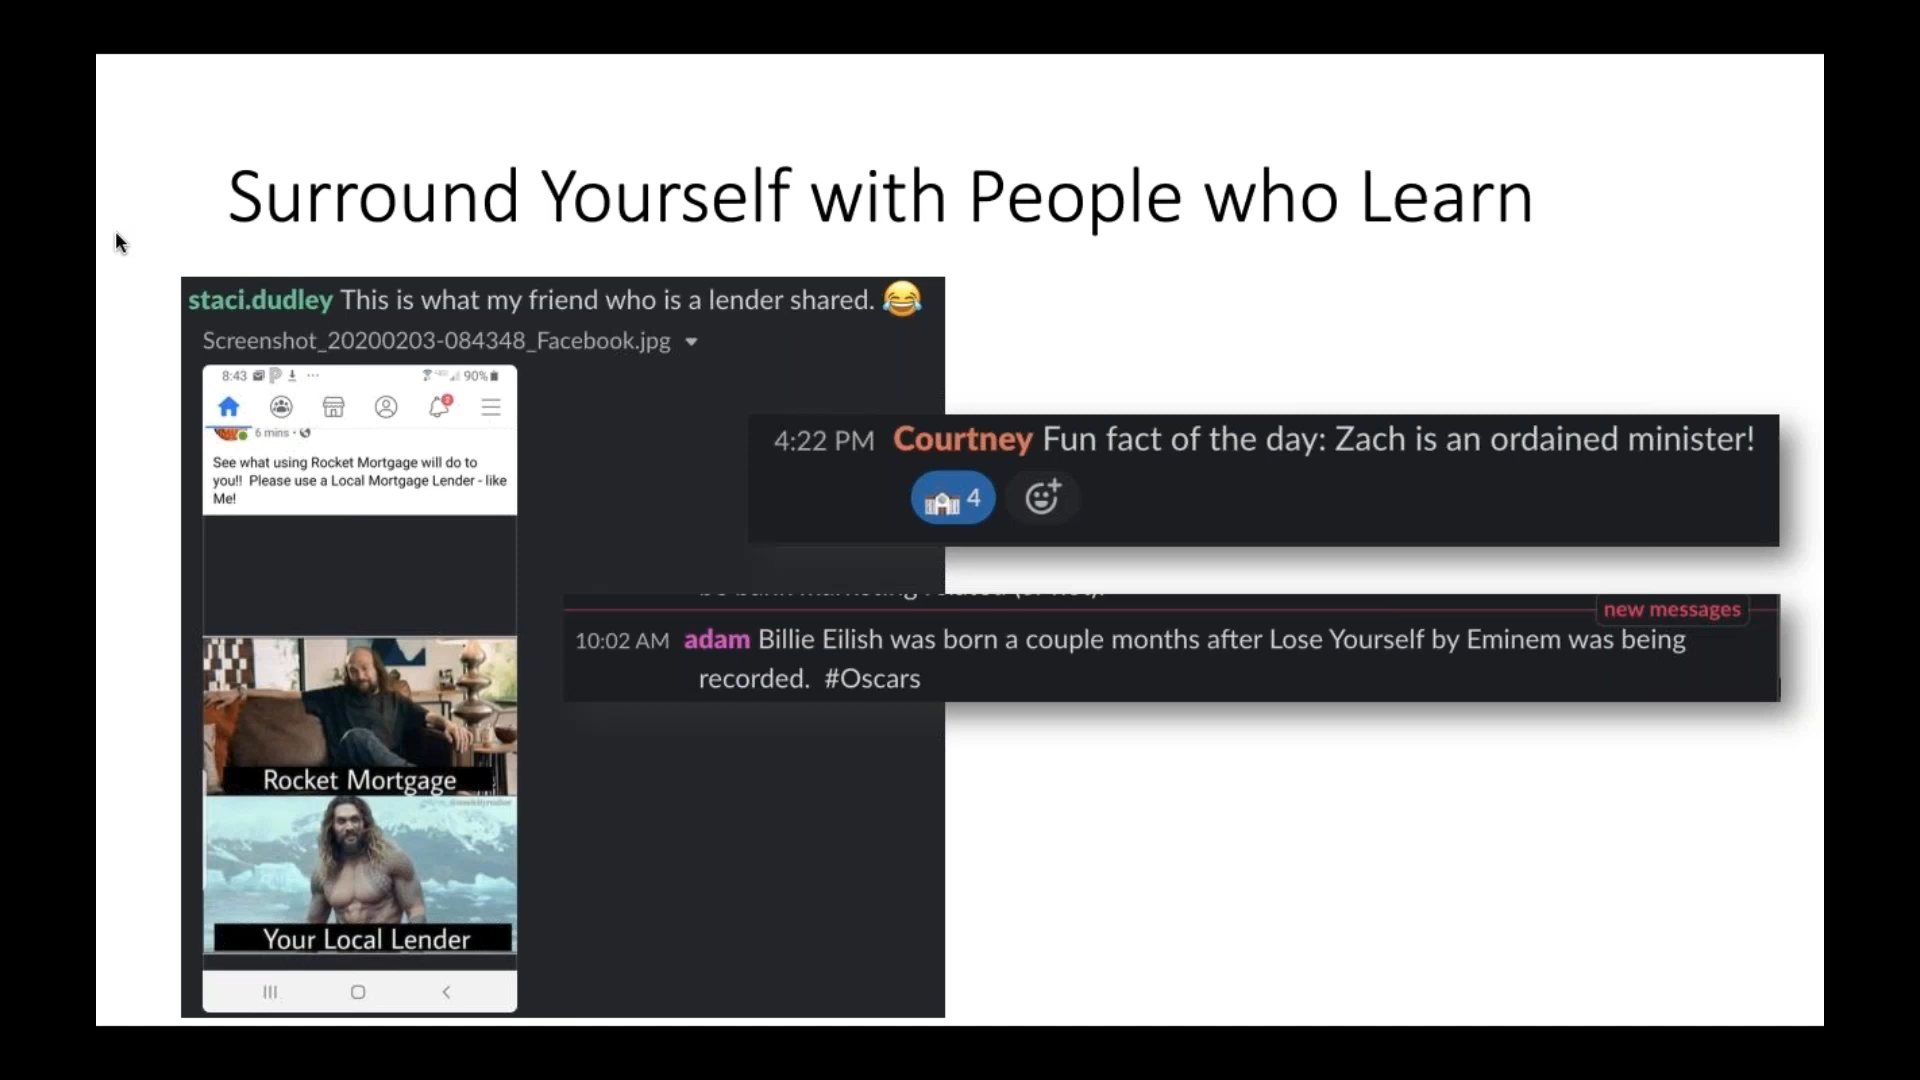 Surround Yourself with People who Learn
staci.dudley This is what my friend who is a lender shared. 😂
Screenshot_20200203-084348_Facebook.jpg
8:43 90%
2
6 mins
See what using Rocket Mortgage will do to
you!! Please use a Local Mortgage Lender - like
Me!
Rocket Mortgage
Your Local Lender
4:22 PM Courtney Fun fact of the day: Zach is an ordained minister!
4
new messages
10:02 AM adam Billie Eilish was born a couple months after Lose Yourself by Eminem was being
recorded. #Oscars